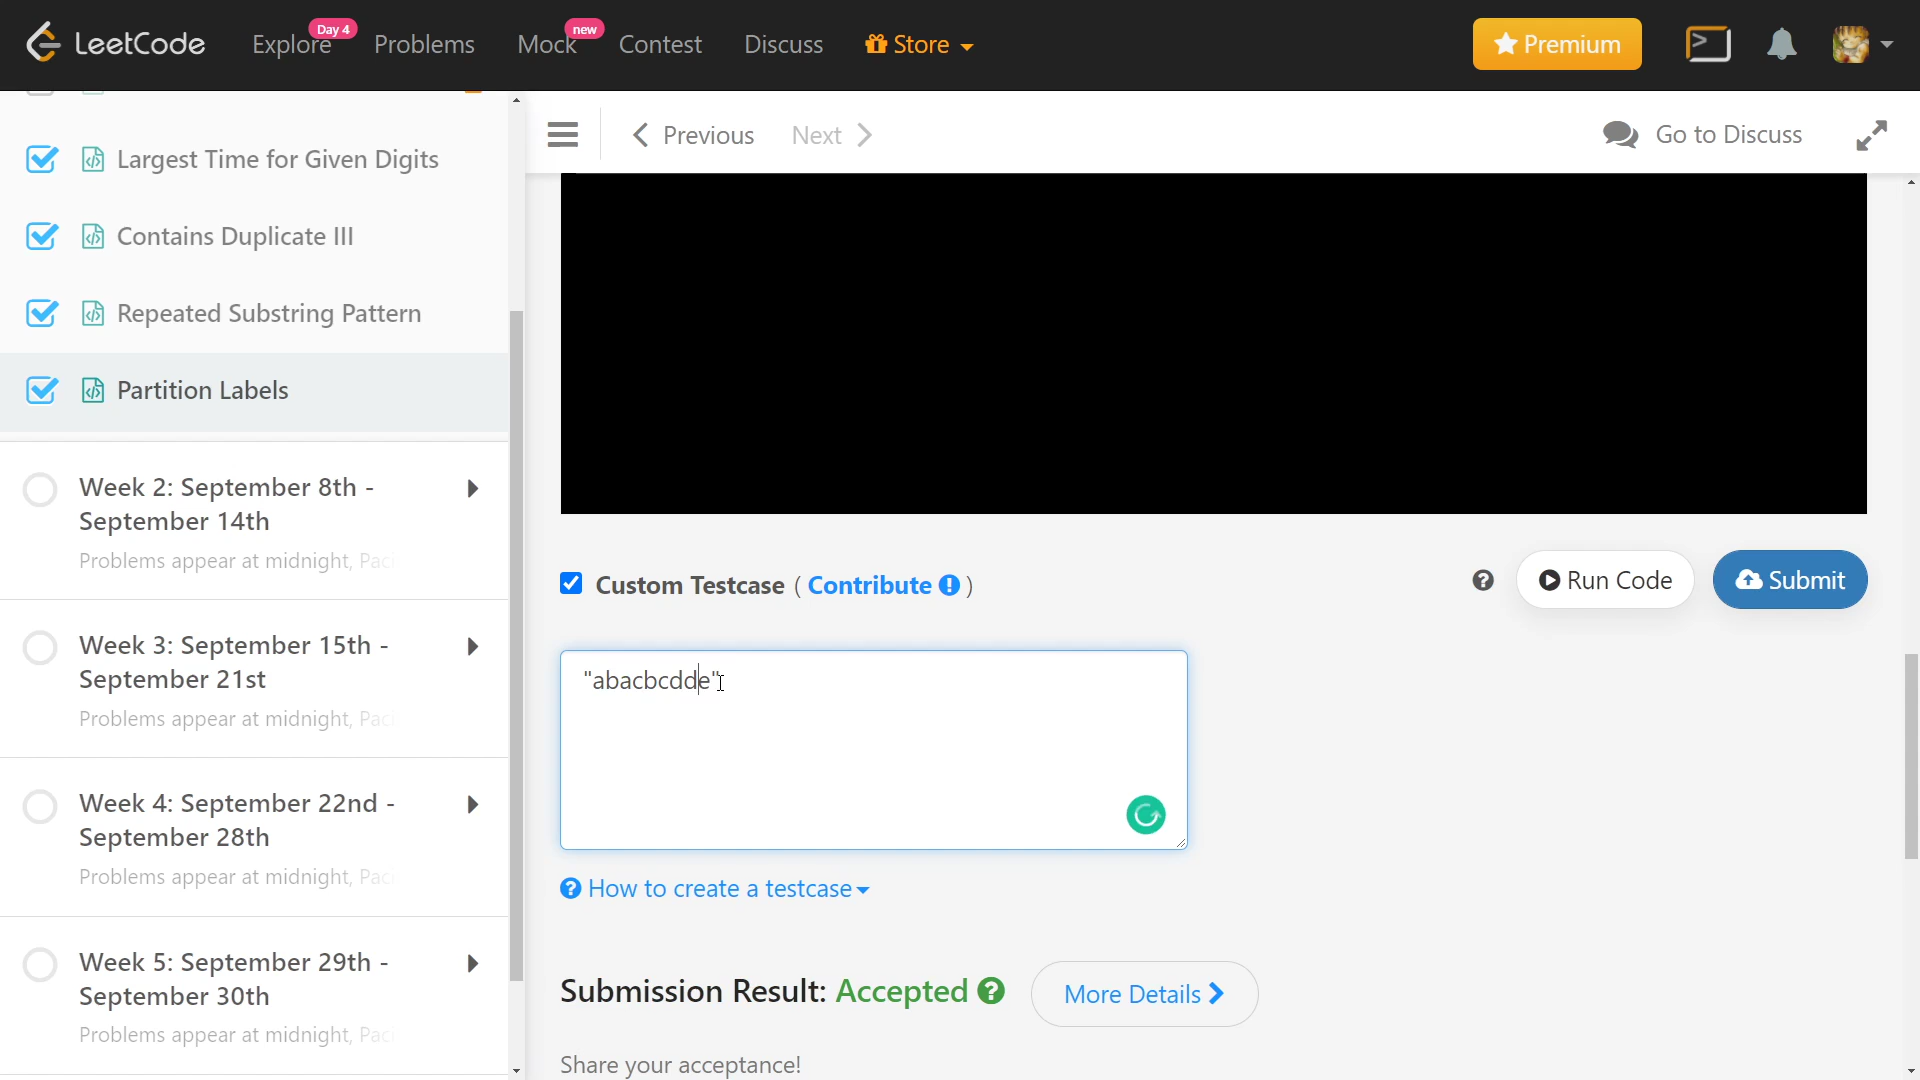 LeetCode
Explore
Day 4
Problems
Mock
new
Contest
Discuss
Store
Premium
Largest Time for Given Digits
Contains Duplicate III
Repeated Substring Pattern
Partition Labels
Week 2: September 8th -
September 14th
Problems appear at midnight, Paci
Week 3: September 15th -
September 21st
Problems appear at midnight, Paci
Week 4: September 22nd -
September 28th
Problems appear at midnight, Paci
Week 5: September 29th -
September 30th
Problems appear at midnight, Paci
Previous
Next
Go to Discuss
Custom Testcase ( Contribute )
Run Code
Submit
"abacbcdde"
How to create a testcase
Submission Result: Accepted
More Details
Share your acceptance!